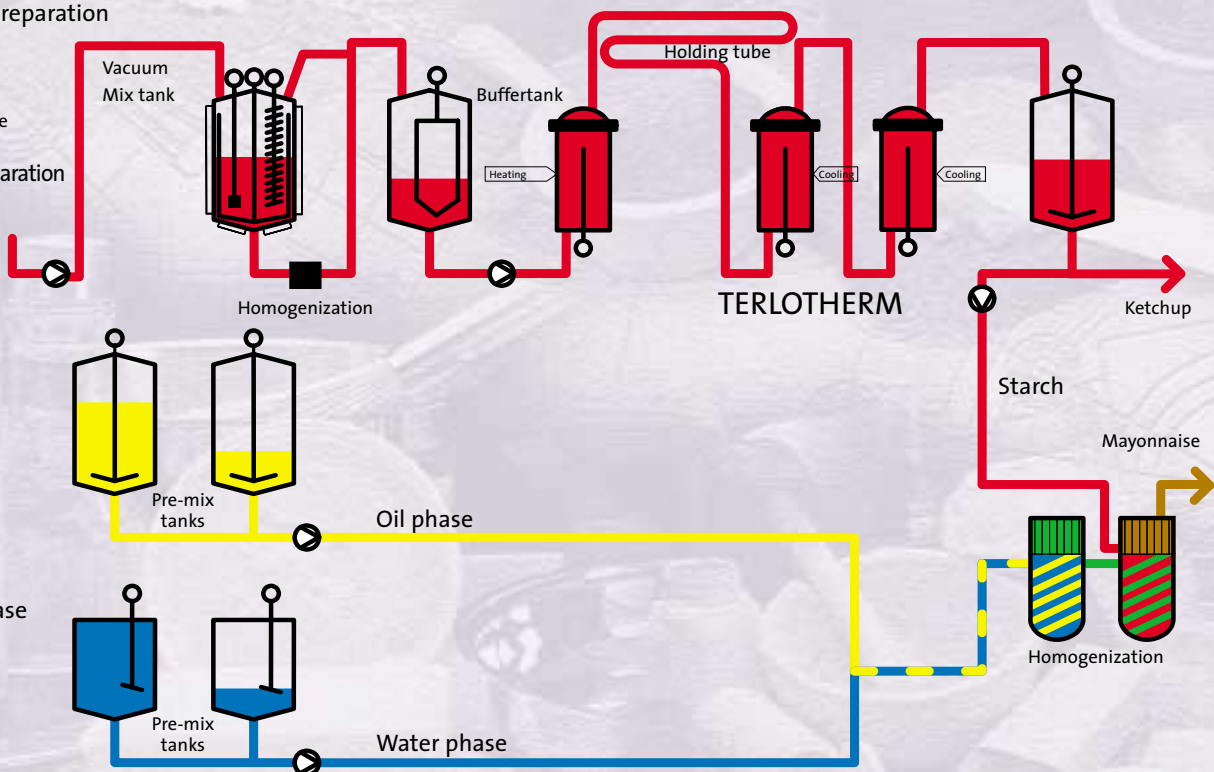 reparation
Vacuum
Mix tank
e
aration
Buffertank
Holding tube
Heating
Cooling
Cooling
Homogenization
TERLOTHERM
Ketchup
Starch
Mayonnaise
Pre-mix
tanks
Oil phase
Homogenization
ase
Pre-mix
tanks
Water phase